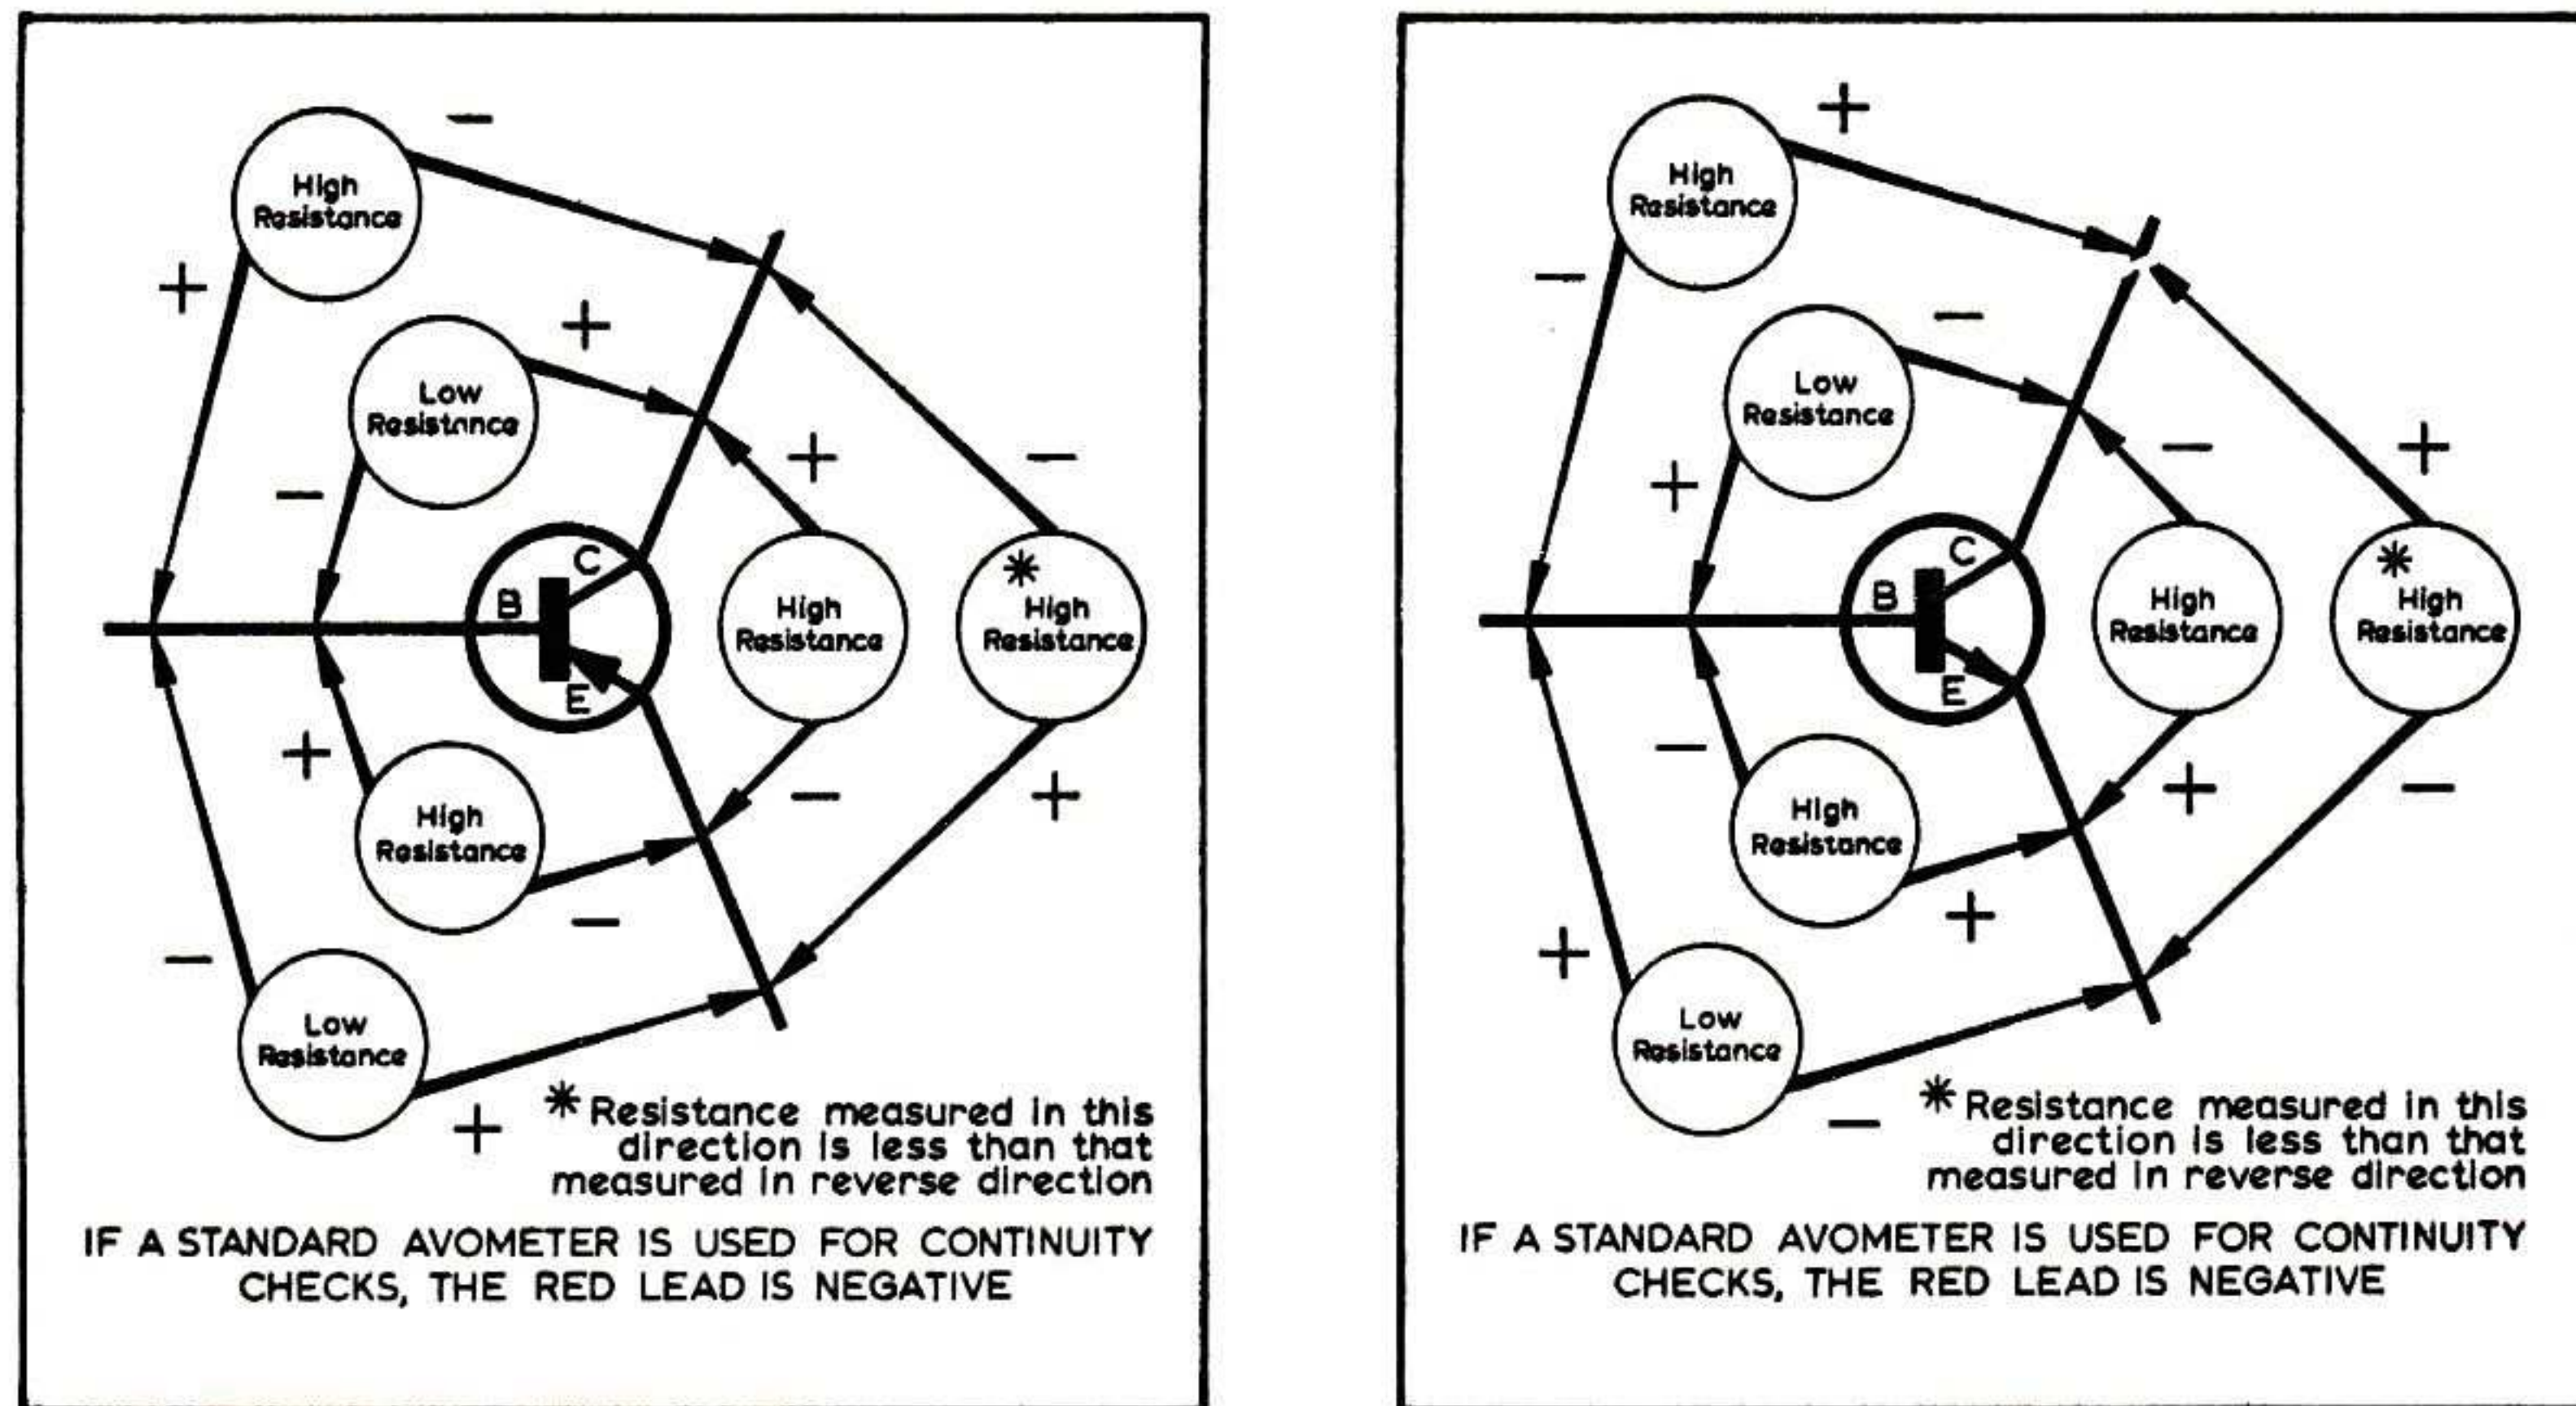 −
High
Resistance
+
+
Low
Resistance
−
+
−
C
B
E
High
Resistance
✳
High
Resistance
+
−
+
High
Resistance
−
−
Low
Resistance
+
✳ Resistance measured in this
direction is less than that
measured in reverse direction
IF A STANDARD AVOMETER IS USED FOR CONTINUITY
CHECKS, THE RED LEAD IS NEGATIVE
+
High
Resistance
−
−
Low
Resistance
+
−
+
C
B
E
High
Resistance
✳
High
Resistance
−
+
−
High
Resistance
+
+
Low
Resistance
−
✳ Resistance measured in this
direction is less than that
measured in reverse direction
IF A STANDARD AVOMETER IS USED FOR CONTINUITY
CHECKS, THE RED LEAD IS NEGATIVE